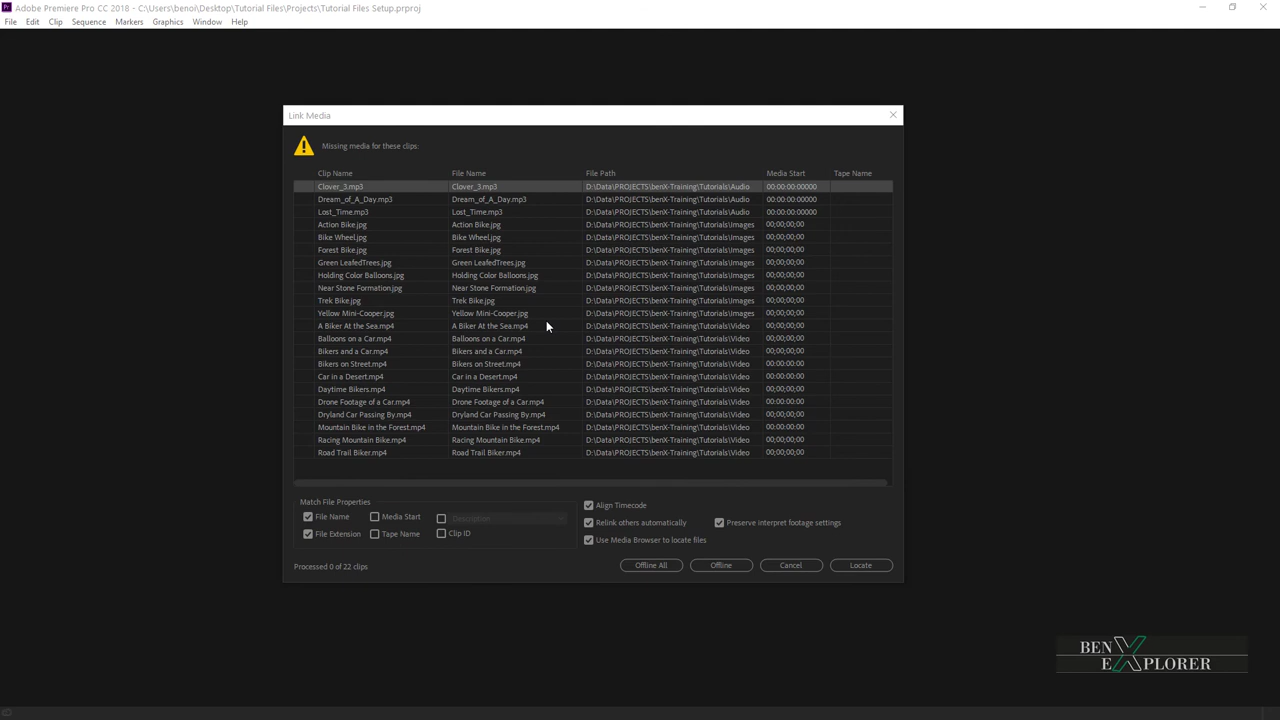 Adobe Premiere Pro CC 2018 - C:\Users\benoi\Desktop\Tutorial Files\Projects\Tutorial Files Setup.prproj
File Edit Clip Sequence Markers Graphics Window Help
Link Media
Missing media for these clips:
Clip Name File Name File Path Media Start Tape Name
Clover_3.mp3 Clover_3.mp3 D:\Data\PROJECTS\benX-Training\Tutorials\Audio 00:00:00:00000
Dream_of_A_Day.mp3 Dream_of_A_Day.mp3 D:\Data\PROJECTS\benX-Training\Tutorials\Audio 00:00:00:00000
Lost_Time.mp3 Lost_Time.mp3 D:\Data\PROJECTS\benX-Training\Tutorials\Audio 00:00:00:00000
Action Bike.jpg Action Bike.jpg D:\Data\PROJECTS\benX-Training\Tutorials\Images 00;00;00;00
Bike Wheel.jpg Bike Wheel.jpg D:\Data\PROJECTS\benX-Training\Tutorials\Images 00;00;00;00
Forest Bike.jpg Forest Bike.jpg D:\Data\PROJECTS\benX-Training\Tutorials\Images 00;00;00;00
Green LeafedTrees.jpg Green LeafedTrees.jpg D:\Data\PROJECTS\benX-Training\Tutorials\Images 00;00;00;00
Holding Color Balloons.jpg Holding Color Balloons.jpg D:\Data\PROJECTS\benX-Training\Tutorials\Images 00;00;00;00
Near Stone Formation.jpg Near Stone Formation.jpg D:\Data\PROJECTS\benX-Training\Tutorials\Images 00;00;00;00
Trek Bike.jpg Trek Bike.jpg D:\Data\PROJECTS\benX-Training\Tutorials\Images 00;00;00;00
Yellow Mini-Cooper.jpg Yellow Mini-Cooper.jpg D:\Data\PROJECTS\benX-Training\Tutorials\Images 00;00;00;00
A Biker At the Sea.mp4 A Biker At the Sea.mp4 D:\Data\PROJECTS\benX-Training\Tutorials\Video 00;00;00;00
Balloons on a Car.mp4 Balloons on a Car.mp4 D:\Data\PROJECTS\benX-Training\Tutorials\Video 00;00;00;00
Bikers and a Car.mp4 Bikers and a Car.mp4 D:\Data\PROJECTS\benX-Training\Tutorials\Video 00;00;00;00
Bikers on Street.mp4 Bikers on Street.mp4 D:\Data\PROJECTS\benX-Training\Tutorials\Video 00:00:00:00
Car in a Desert.mp4 Car in a Desert.mp4 D:\Data\PROJECTS\benX-Training\Tutorials\Video 00:00:00:00
Daytime Bikers.mp4 Daytime Bikers.mp4 D:\Data\PROJECTS\benX-Training\Tutorials\Video 00;00;00;00
Drone Footage of a Car.mp4 Drone Footage of a Car.mp4 D:\Data\PROJECTS\benX-Training\Tutorials\Video 00:00:00:00
Dryland Car Passing By.mp4 Dryland Car Passing By.mp4 D:\Data\PROJECTS\benX-Training\Tutorials\Video 00;00;00;00
Mountain Bike in the Forest.mp4 Mountain Bike in the Forest.mp4 D:\Data\PROJECTS\benX-Training\Tutorials\Video 00:00:00:00
Racing Mountain Bike.mp4 Racing Mountain Bike.mp4 D:\Data\PROJECTS\benX-Training\Tutorials\Video 00;00;00;00
Road Trail Biker.mp4 Road Trail Biker.mp4 D:\Data\PROJECTS\benX-Training\Tutorials\Video 00;00;00;00
Match File Properties
File Name Media Start Description
File Extension Tape Name Clip ID
Align Timecode
Relink others automatically Preserve interpret footage settings
Use Media Browser to locate files
Processed 0 of 22 clips
Offline All Offline Cancel Locate
BEN X
EXPLORER